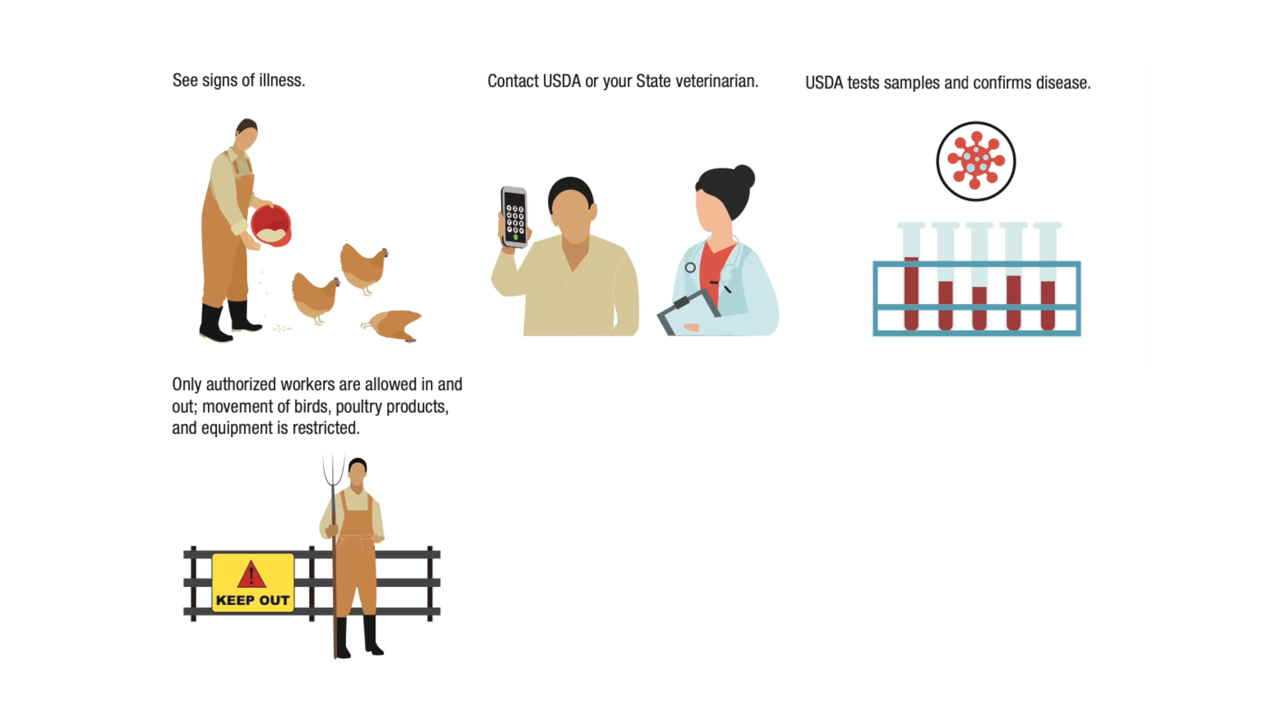 See signs of illness.
Contact USDA or your State veterinarian.
USDA tests samples and confirms disease.
Only authorized workers are allowed in and
out; movement of birds, poultry products,
and equipment is restricted.
KEEP OUT